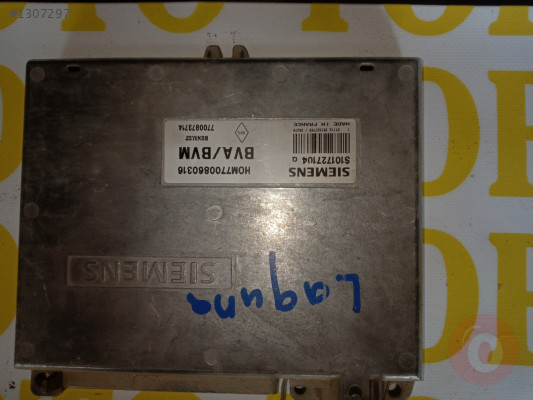 #1307297
SIEMENS
S101727104 G
MADE IN FRANCE
HOM7700860316
BVA/BVM
RENAULT
7700873714
SIEMENS
Laguna